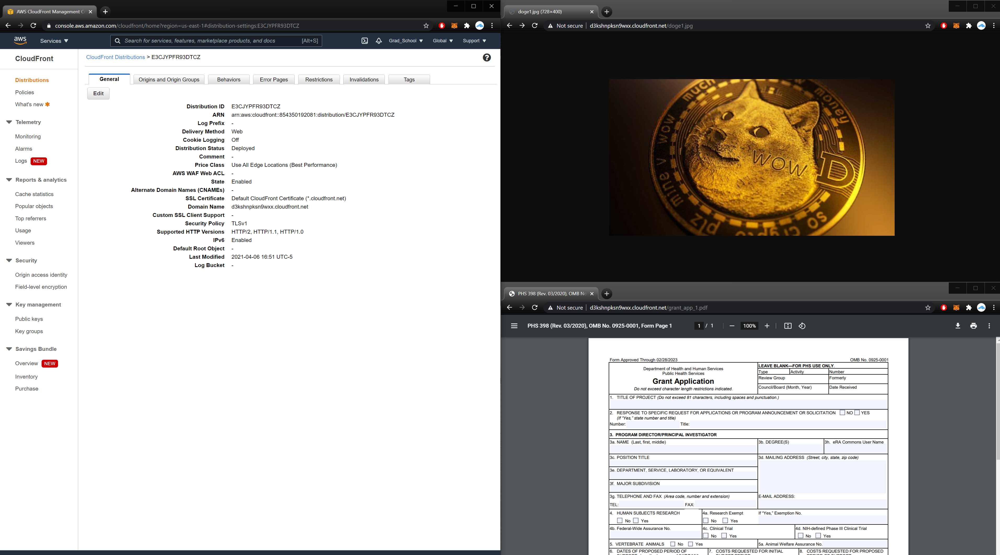 AWS CloudFront Management C
console.aws.amazon.com/cloudfront/home?region=us-east-1#distribution-settings:E3CJYPFR93DTCZ
aws
Services
Search for services, features, marketplace products, and docs [Alt+S]
Grad_School
Global
Support
CloudFront
Distributions
Policies
What's new
Telemetry
Monitoring
Alarms
Logs NEW
Reports & analytics
Cache statistics
Popular objects
Top referrers
Usage
Viewers
Security
Origin access identity
Field-level encryption
Key management
Public keys
Key groups
Savings Bundle
Overview NEW
Inventory
Purchase
CloudFront Distributions > E3CJYPFR93DTCZ
General
Origins and Origin Groups
Behaviors
Error Pages
Restrictions
Invalidations
Tags
Edit
Distribution ID E3CJYPFR93DTCZ
ARN arn:aws:cloudfront::854350192081:distribution/E3CJYPFR93DTCZ
Log Prefix -
Delivery Method Web
Cookie Logging Off
Distribution Status Deployed
Comment -
Price Class Use All Edge Locations (Best Performance)
AWS WAF Web ACL -
State Enabled
Alternate Domain Names (CNAMEs) -
SSL Certificate Default CloudFront Certificate (*.cloudfront.net)
Domain Name d3kshnpksn9wxx.cloudfront.net
Custom SSL Client Support -
Security Policy TLSv1
Supported HTTP Versions HTTP/2, HTTP/1.1, HTTP/1.0
IPv6 Enabled
Default Root Object -
Last Modified 2021-04-06 16:51 UTC-5
Log Bucket -
doge1.jpg (728×400)
Not secure | d3kshnpksn9wxx.cloudfront.net/doge1.jpg
much
money
wow
v
mine
WOW
D
plz
so crypto
PHS 398 (Rev. 03/2020), OMB No
Not secure | d3kshnpksn9wxx.cloudfront.net/grant_app_1.pdf
PHS 398 (Rev. 03/2020), OMB No. 0925-0001, Form Page 1
1 / 1
100%
Form Approved Through 02/28/2023 OMB No. 0925-0001
Department of Health and Human Services
Public Health Services
Grant Application
Do not exceed character length restrictions indicated.
LEAVE BLANK—FOR PHS USE ONLY.
Type Activity Number
Review Group Formerly
Council/Board (Month, Year) Date Received
1. TITLE OF PROJECT (Do not exceed 81 characters, including spaces and punctuation.)
2. RESPONSE TO SPECIFIC REQUEST FOR APPLICATIONS OR PROGRAM ANNOUNCEMENT OR SOLICITATION NO YES
(If “Yes,” state number and title)
Number: Title:
3. PROGRAM DIRECTOR/PRINCIPAL INVESTIGATOR
3a. NAME (Last, first, middle) 3b. DEGREE(S) 3h. eRA Commons User Name
3c. POSITION TITLE 3d. MAILING ADDRESS (Street, city, state, zip code)
3e. DEPARTMENT, SERVICE, LABORATORY, OR EQUIVALENT
3f. MAJOR SUBDIVISION
3g. TELEPHONE AND FAX (Area code, number and extension) E-MAIL ADDRESS:
TEL: FAX:
4. HUMAN SUBJECTS RESEARCH 4a. Research Exempt If “Yes,” Exemption No.
No Yes No Yes
4b. Federal-Wide Assurance No. 4c. Clinical Trial 4d. NIH-defined Phase III Clinical Trial
No Yes No Yes
5. VERTEBRATE ANIMALS No Yes 5a. Animal Welfare Assurance No.
6. DATES OF PROPOSED PERIOD OF 7. COSTS REQUESTED FOR INITIAL 8. COSTS REQUESTED FOR PROPOSED